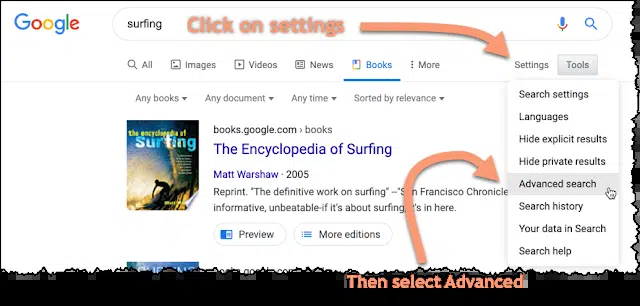 Google
surfing
Click on settings
All
Images
Videos
News
Books
More
Settings
Tools
Any books
Any document
Any time
Sorted by relevance
Search settings
Languages
Hide explicit results
Hide private results
Advanced search
Search history
Your data in Search
Search help
the encyclopedia of
Surfing
books.google.com › books
The Encyclopedia of Surfing
Matt Warshaw · 2005
Reprint. "The definitive work on surfing" --"San Francisco Chronicle
informative, unbeatable-if it's about surfing, it's in here.
Preview
More editions
Then select Advanced